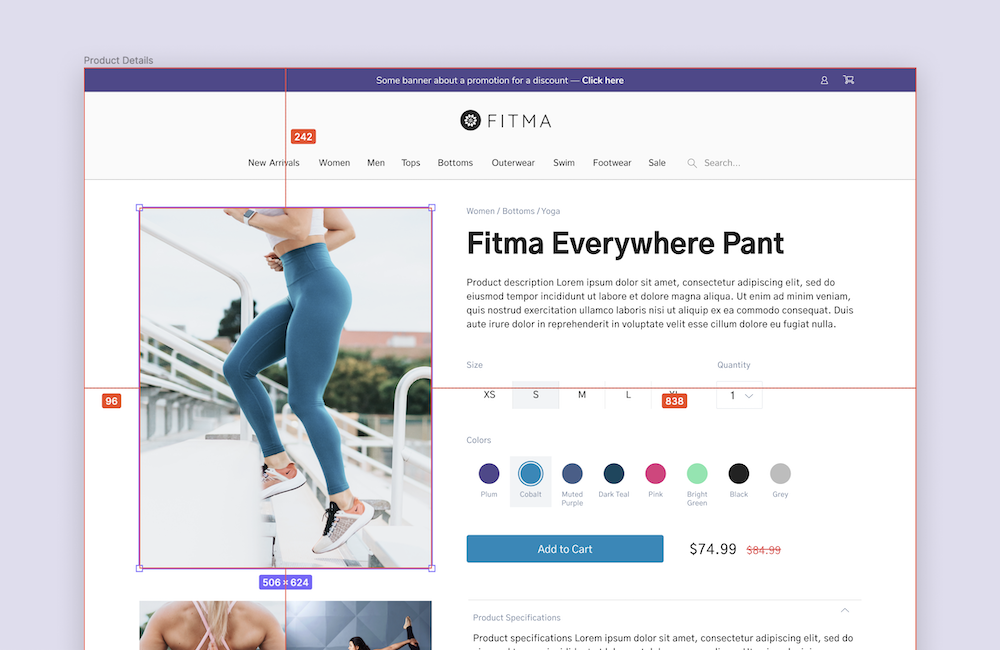 Product Details
Some banner about a promotion for a discount — Click here
FITMA
242
New Arrivals Women Men Tops Bottoms Outerwear Swim Footwear Sale Search...
Women / Bottoms / Yoga
Fitma Everywhere Pant
Product description Lorem ipsum dolor sit amet, consectetur adipiscing elit, sed do
eiusmod tempor incididunt ut labore et dolore magna aliqua. Ut enim ad minim veniam,
quis nostrud exercitation ullamco laboris nisi ut aliquip ex ea commodo consequat. Duis
aute irure dolor in reprehenderit in voluptate velit esse cillum dolore eu fugiat nulla.
Size Quantity
XS S M L 1
96 838
Colors
Plum Cobalt Muted Purple Dark Teal Pink Bright Green Black Grey
Add to Cart $74.99 $84.99
506 × 624
Product Specifications
Product specifications Lorem ipsum dolor sit amet, consectetur adipiscing elit, sed do